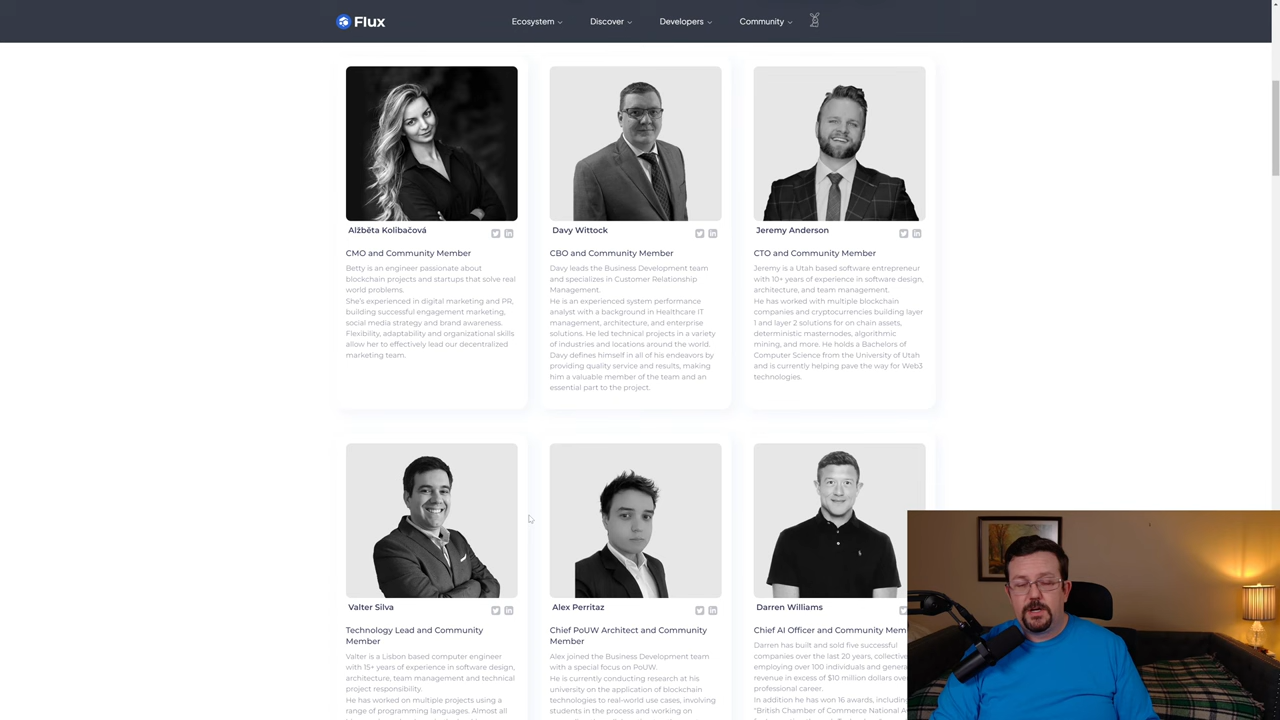 Flux
Ecosystem
Discover
Developers
Community
Alžběta Kolibačová
CMO and Community Member
Betty is an engineer passionate about
blockchain projects and startups that solve real
world problems.
She's experienced in digital marketing and PR,
building successful engagement marketing,
social media strategy and brand awareness.
Flexibility, adaptability and organizational skills
allow her to effectively lead our decentralized
marketing team.
Davy Wittock
CBO and Community Member
Davy leads the Business Development team
and specializes in Customer Relationship
Management.
He is an experienced system performance
analyst with a background in Healthcare IT
management, architecture, and enterprise
solutions. He led technical projects in a variety
of industries and locations around the world.
Davy defines himself in all of his endeavors by
providing quality service and results, making
him a valuable member of the team and an
essential part to the project.
Jeremy Anderson
CTO and Community Member
Jeremy is a Utah based software entrepreneur
with 10+ years of experience in software design,
architecture, and team management.
He has worked with multiple blockchain
companies and cryptocurrencies building layer
1 and layer 2 solutions for on chain assets,
deterministic masternodes, algorithmic
mining, and more. He holds a Bachelors of
Computer Science from the University of Utah
and is currently helping pave the way for Web3
technologies.
Valter Silva
Technology Lead and Community
Member
Valter is a Lisbon based computer engineer
with 15+ years of experience in software design,
architecture, team management and technical
project responsibility.
He has worked on multiple projects using a
range of programming languages. Almost all
Alex Perritaz
Chief PoUW Architect and Community
Member
Alex joined the Business Development team
with a special focus on PoUW.
He is currently conducting research at his
university on the application of blockchain
technologies to real-world use cases, involving
students in the process and working on
Darren Williams
Chief AI Officer and Community Mem
Darren has built and sold five successful
companies over the last 20 years, collective
employing over 100 individuals and genera
revenue in excess of $10 million dollars ove
professional career.
In addition he has won 16 awards, includin
"British Chamber of Commerce National A